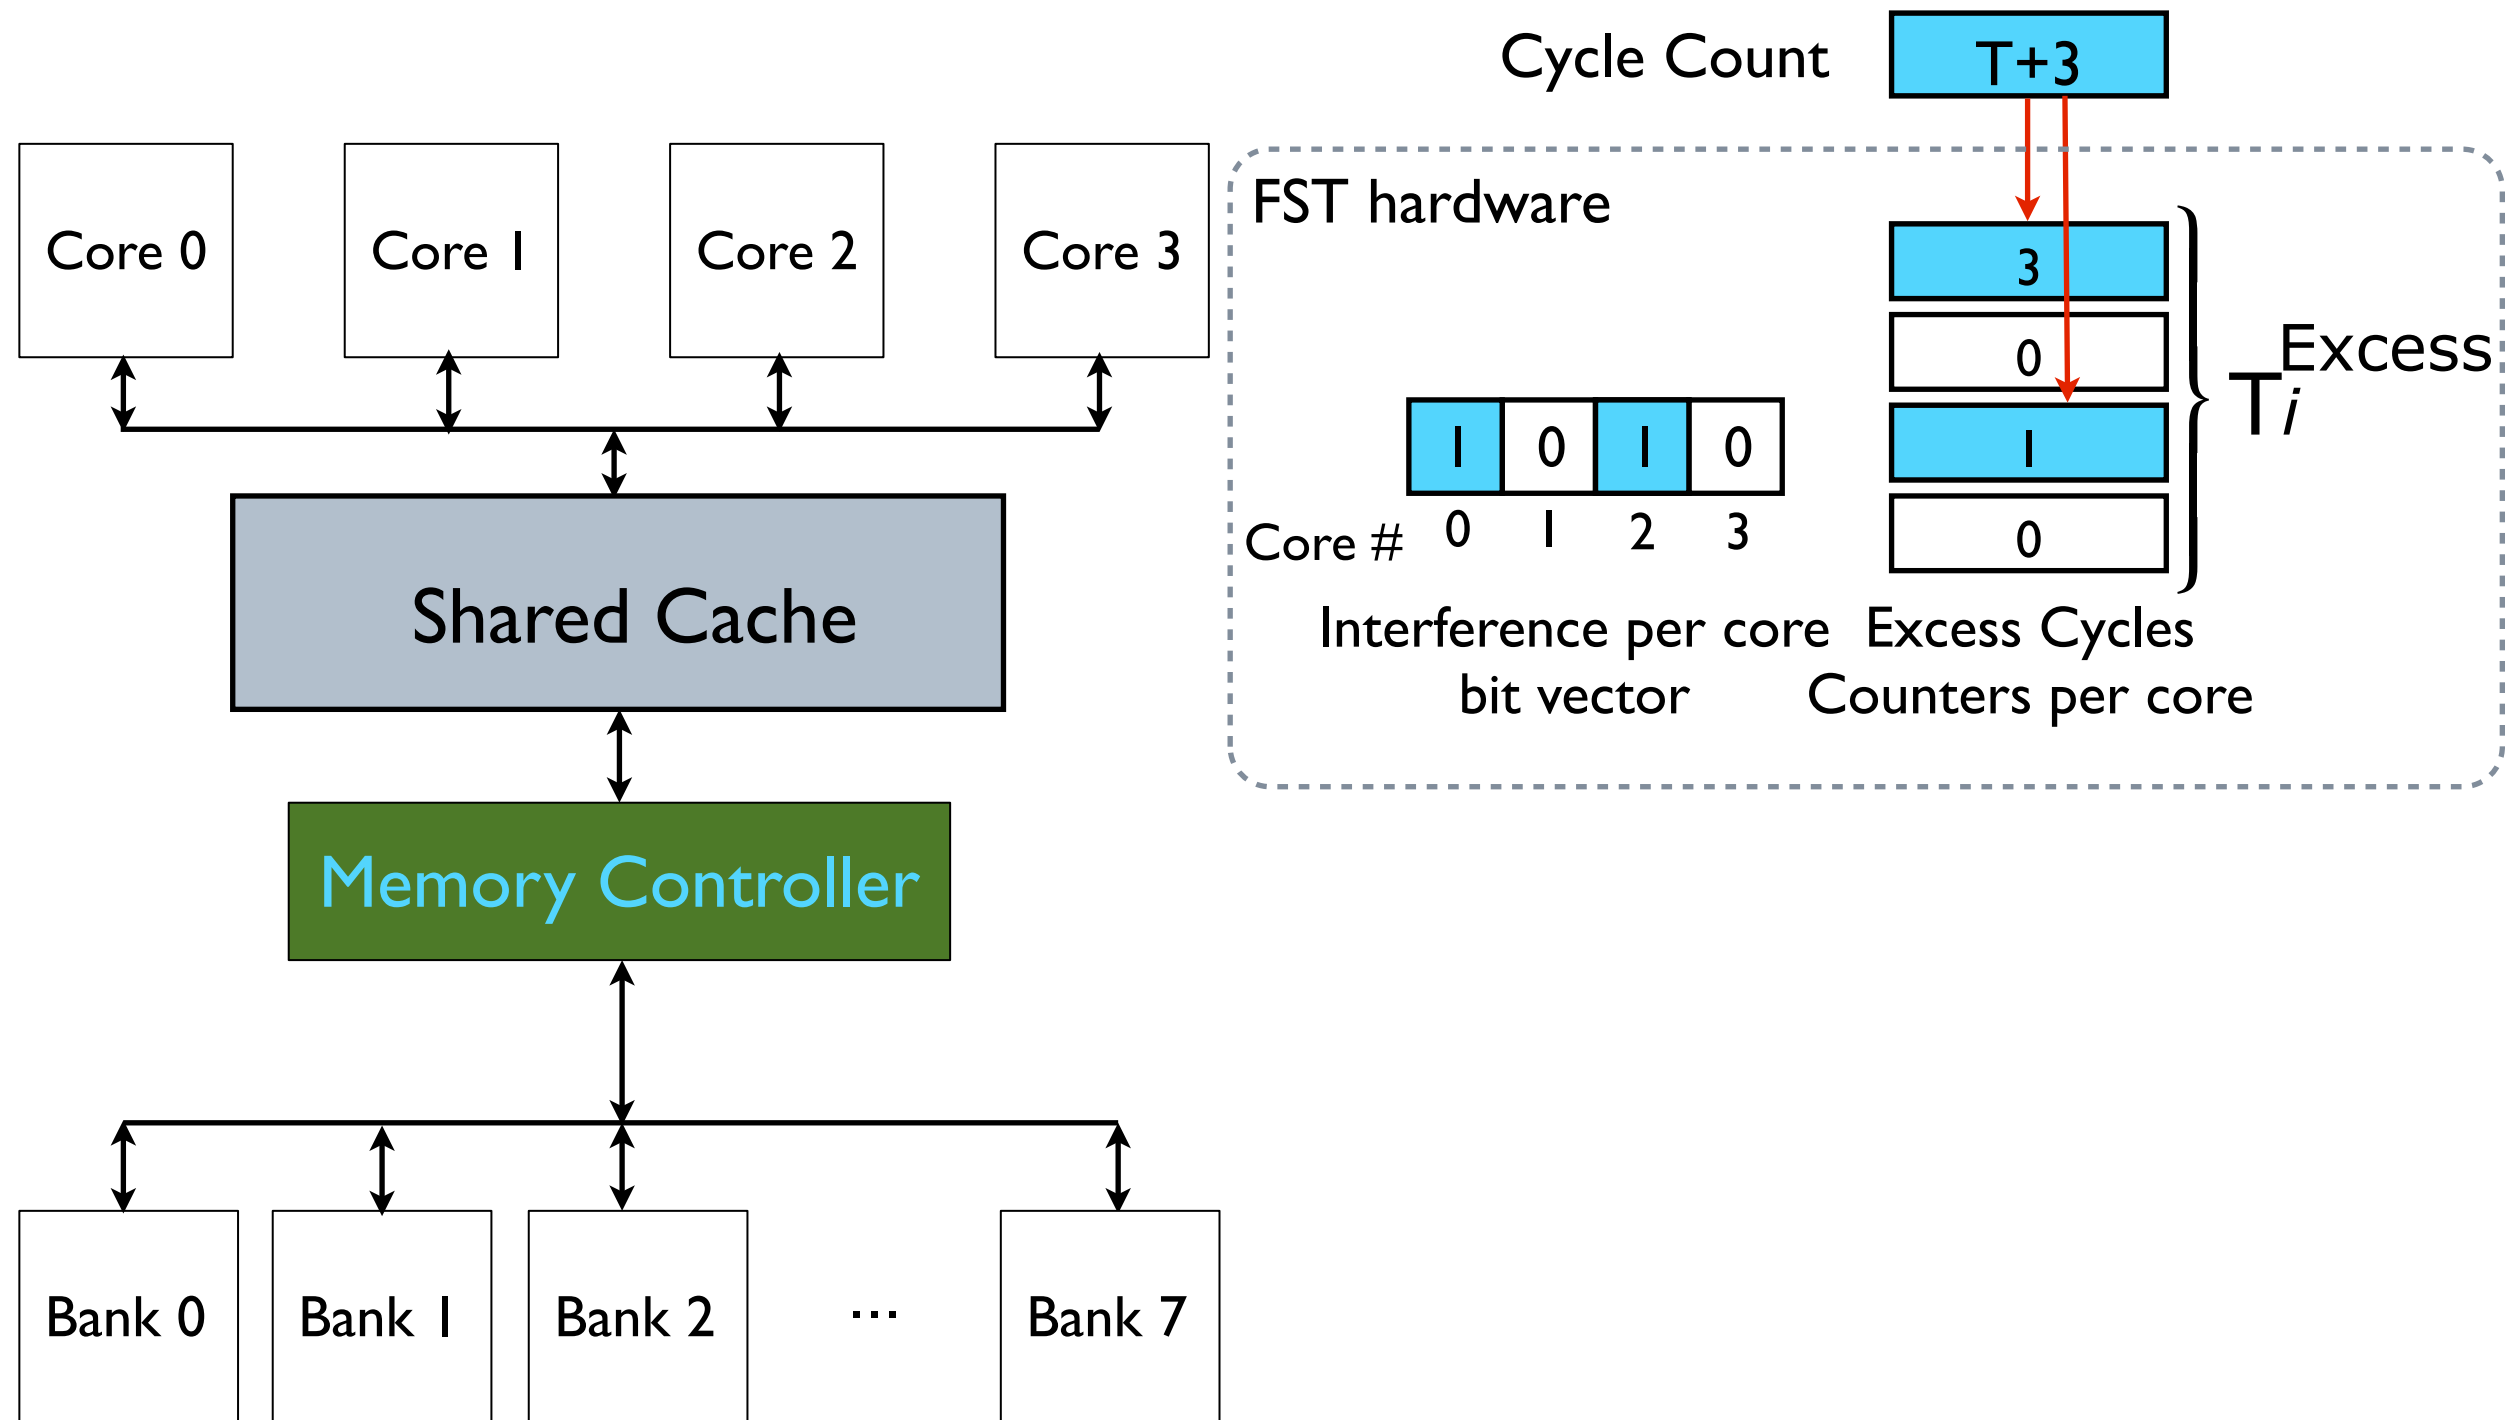 Cycle Count
T+3
FST hardware
Core 0
Core 1
Core 2
Core 3
3
0
1
0
T i Excess
1 0 1 0
Core # 0 1 2 3
Interference per core
bit vector
Excess Cycles
Counters per core
Shared Cache
Memory Controller
Bank 0
Bank 1
Bank 2
...
Bank 7